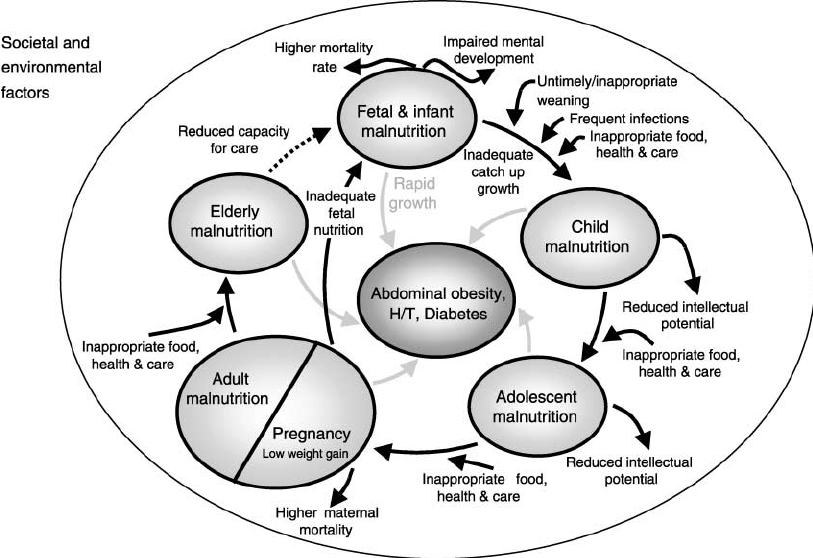 Societal and
environmental
factors
Higher mortality
rate
Impaired mental
development
Untimely/inappropriate
weaning
Frequent infections
Inappropriate food,
health & care
Fetal & infant
malnutrition
Reduced capacity
for care
Inadequate
catch up
growth
Rapid
growth
Inadequate
fetal
nutrition
Elderly
malnutrition
Child
malnutrition
Abdominal obesity,
H/T, Diabetes
Reduced intellectual
potential
Inappropriate food,
health & care
Inappropriate food,
health & care
Adult
malnutrition
Pregnancy
Low weight gain
Adolescent
malnutrition
Reduced intellectual
potential
Inappropriate food,
health & care
Higher maternal
mortality